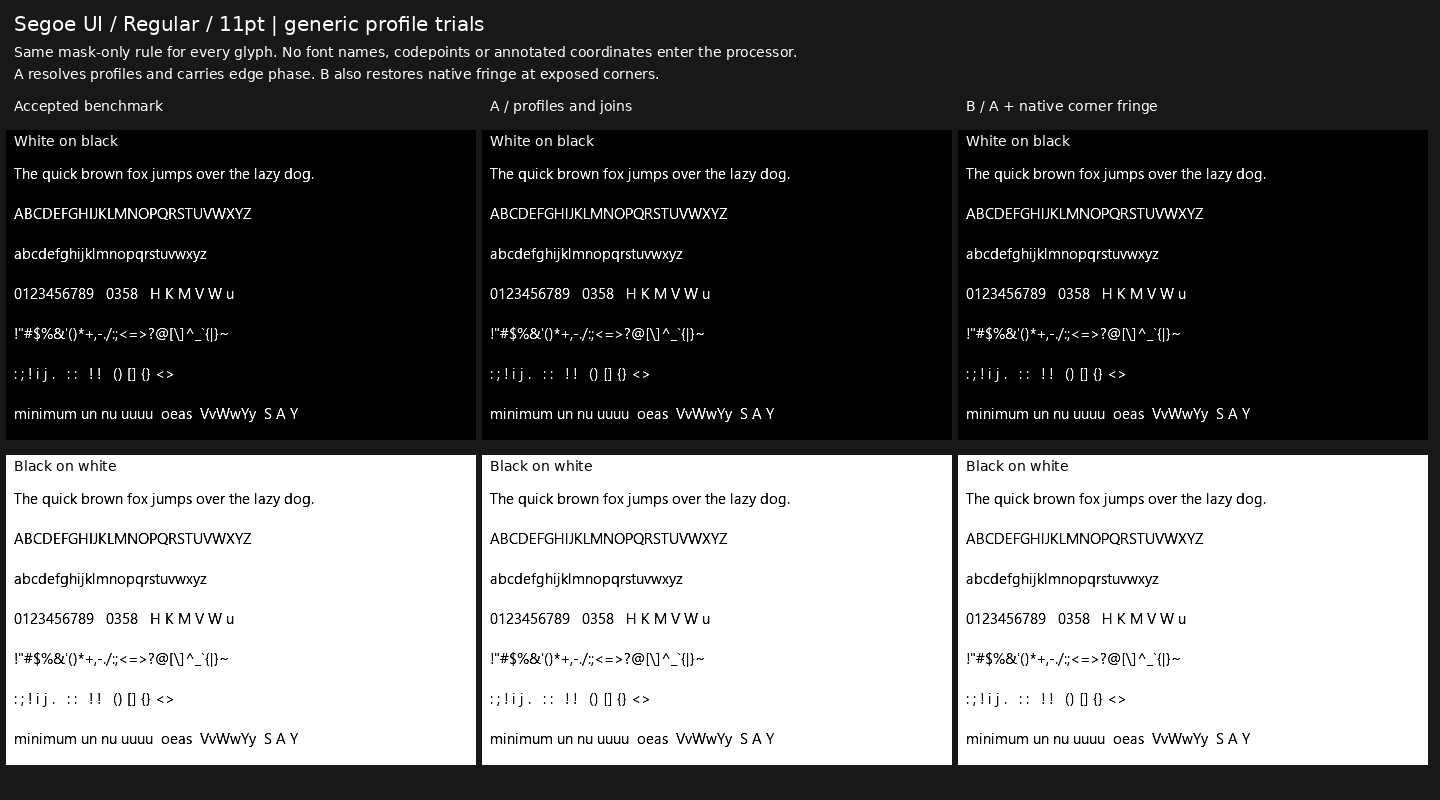 Segoe UI / Regular / 11pt | generic profile trials
Same mask-only rule for every glyph. No font names, codepoints or annotated coordinates enter the processor.
A resolves profiles and carries edge phase. B also restores native fringe at exposed corners.
Accepted benchmark
White on black
The quick brown fox jumps over the lazy dog.
ABCDEFGHIJKLMNOPQRSTUVWXYZ
abcdefghijklmnopqrstuvwxyz
0123456789 0358 H K M V W u
!"#$%&'()*+,-./:;<=>?@[\]^_`{|}~
: ; ! i j . : : ! ! () [] {} <>
minimum un nu uuuu oeas VvWwYy S A Y
Black on white
The quick brown fox jumps over the lazy dog.
ABCDEFGHIJKLMNOPQRSTUVWXYZ
abcdefghijklmnopqrstuvwxyz
0123456789 0358 H K M V W u
!"#$%&'()*+,-./:;<=>?@[\]^_`{|}~
: ; ! i j . : : ! ! () [] {} <>
minimum un nu uuuu oeas VvWwYy S A Y
A / profiles and joins
White on black
The quick brown fox jumps over the lazy dog.
ABCDEFGHIJKLMNOPQRSTUVWXYZ
abcdefghijklmnopqrstuvwxyz
0123456789 0358 H K M V W u
!"#$%&'()*+,-./:;<=>?@[\]^_`{|}~
: ; ! i j . : : ! ! () [] {} <>
minimum un nu uuuu oeas VvWwYy S A Y
Black on white
The quick brown fox jumps over the lazy dog.
ABCDEFGHIJKLMNOPQRSTUVWXYZ
abcdefghijklmnopqrstuvwxyz
0123456789 0358 H K M V W u
!"#$%&'()*+,-./:;<=>?@[\]^_`{|}~
: ; ! i j . : : ! ! () [] {} <>
minimum un nu uuuu oeas VvWwYy S A Y
B / A + native corner fringe
White on black
The quick brown fox jumps over the lazy dog.
ABCDEFGHIJKLMNOPQRSTUVWXYZ
abcdefghijklmnopqrstuvwxyz
0123456789 0358 H K M V W u
!"#$%&'()*+,-./:;<=>?@[\]^_`{|}~
: ; ! i j . : : ! ! () [] {} <>
minimum un nu uuuu oeas VvWwYy S A Y
Black on white
The quick brown fox jumps over the lazy dog.
ABCDEFGHIJKLMNOPQRSTUVWXYZ
abcdefghijklmnopqrstuvwxyz
0123456789 0358 H K M V W u
!"#$%&'()*+,-./:;<=>?@[\]^_`{|}~
: ; ! i j . : : ! ! () [] {} <>
minimum un nu uuuu oeas VvWwYy S A Y